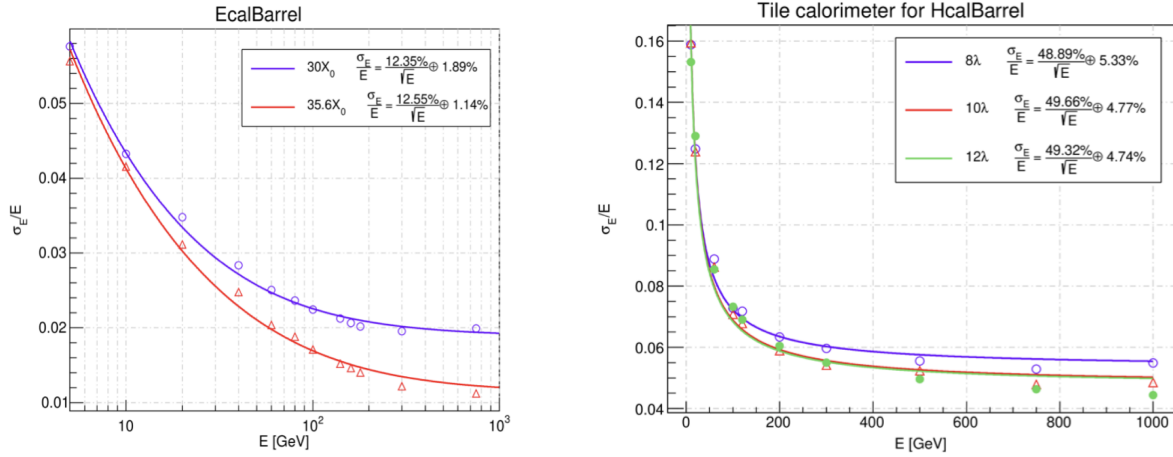 EcalBarrel
30X₀ σ_E/E = 12.35%/√E ⊕ 1.89%
35.6X₀ σ_E/E = 12.55%/√E ⊕ 1.14%
σ_E/E
0.05
0.04
0.03
0.02
0.01
10
10²
10³
E [GeV]
Tile calorimeter for HcalBarrel
8λ σ_E/E = 48.89%/√E ⊕ 5.33%
10λ σ_E/E = 49.66%/√E ⊕ 4.77%
12λ σ_E/E = 49.32%/√E ⊕ 4.74%
σ_E/E
0.16
0.14
0.12
0.1
0.08
0.06
0.04
0 200 400 600 800 1000
E [GeV]